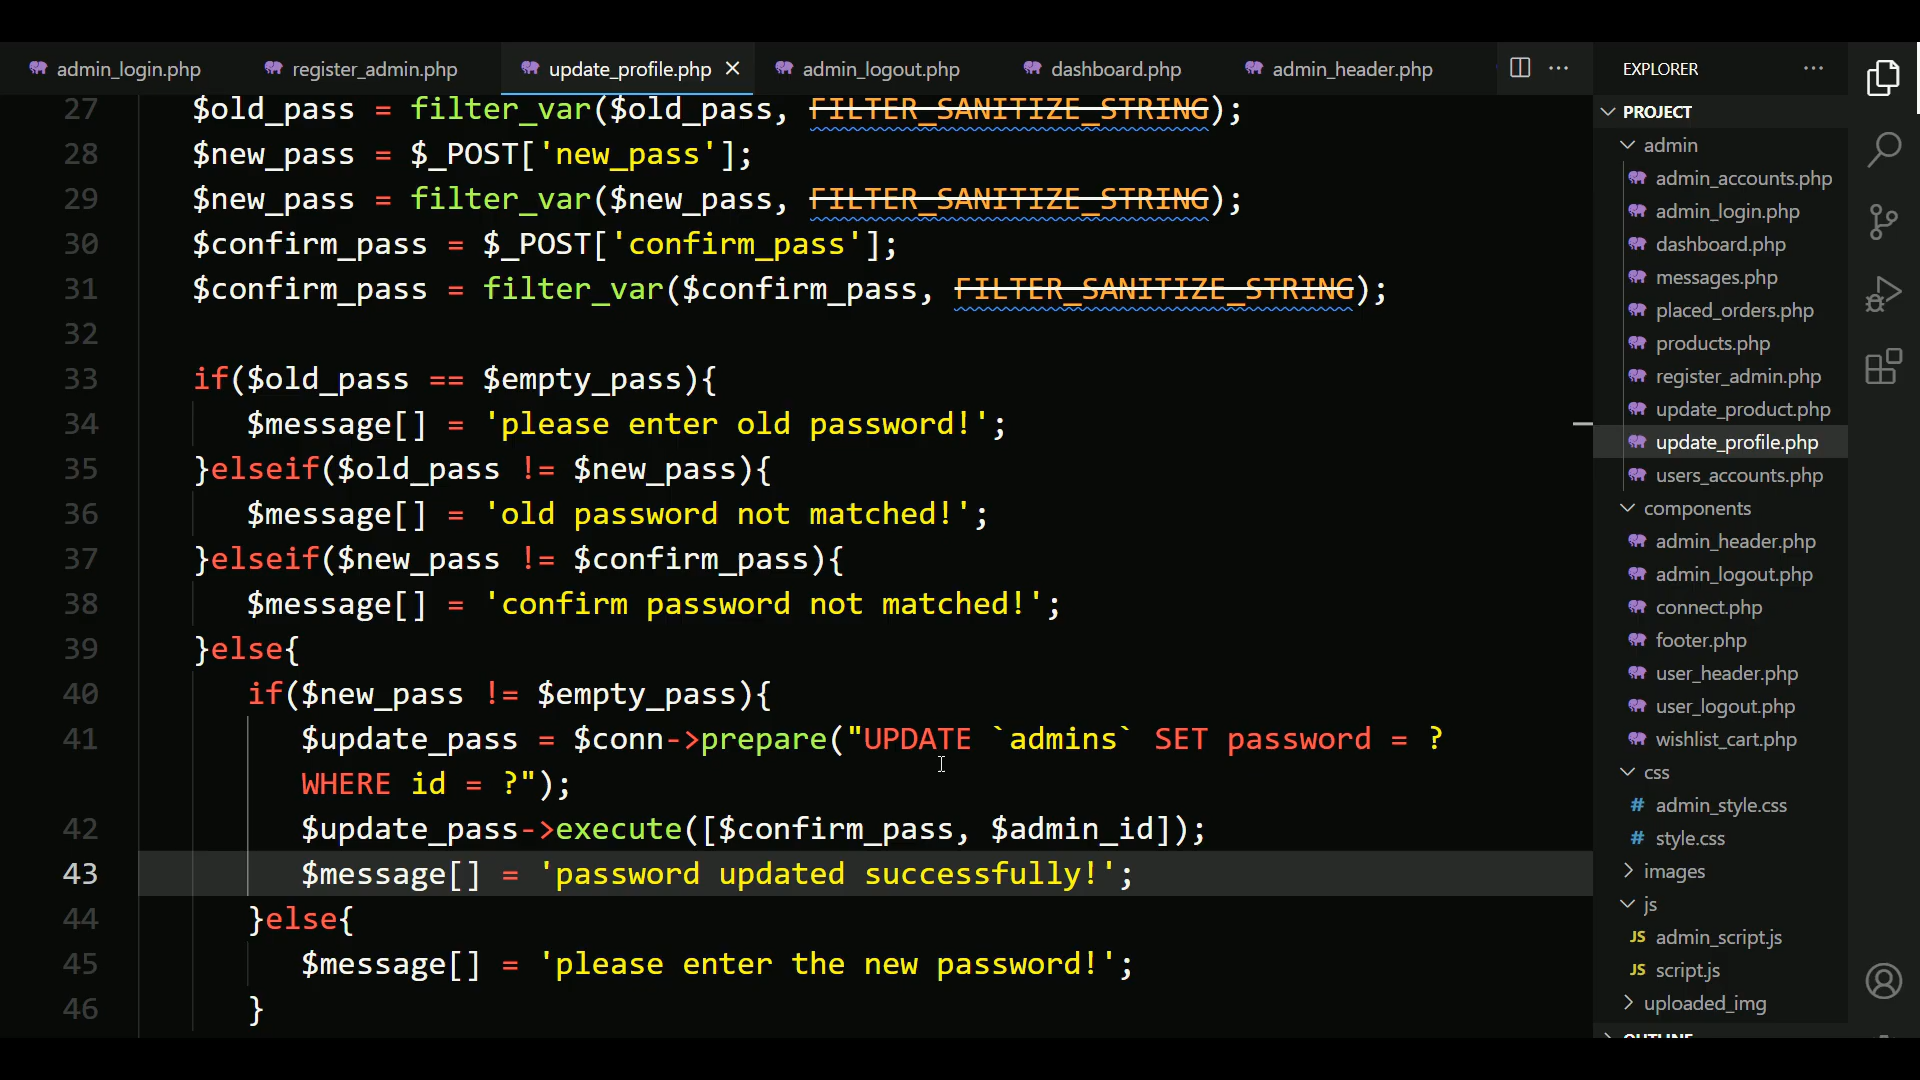 admin_login.php
register_admin.php
update_profile.php
admin_logout.php
dashboard.php
admin_header.php
27 $old_pass = filter_var($old_pass, FILTER_SANITIZE_STRING);
28 $new_pass = $_POST['new_pass'];
29 $new_pass = filter_var($new_pass, FILTER_SANITIZE_STRING);
30 $confirm_pass = $_POST['confirm_pass'];
31 $confirm_pass = filter_var($confirm_pass, FILTER_SANITIZE_STRING);
32
33 if($old_pass == $empty_pass){
34 $message[] = 'please enter old password!';
35 }elseif($old_pass != $new_pass){
36 $message[] = 'old password not matched!';
37 }elseif($new_pass != $confirm_pass){
38 $message[] = 'confirm password not matched!';
39 }else{
40 if($new_pass != $empty_pass){
41 $update_pass = $conn->prepare("UPDATE `admins` SET password = ?
WHERE id = ?");
42 $update_pass->execute([$confirm_pass, $admin_id]);
43 $message[] = 'password updated successfully!';
44 }else{
45 $message[] = 'please enter the new password!';
46 }
EXPLORER
PROJECT
admin
admin_accounts.php
admin_login.php
dashboard.php
messages.php
placed_orders.php
products.php
register_admin.php
update_product.php
update_profile.php
users_accounts.php
components
admin_header.php
admin_logout.php
connect.php
footer.php
user_header.php
user_logout.php
wishlist_cart.php
css
# admin_style.css
# style.css
images
js
JS admin_script.js
JS script.js
uploaded_img
OUTLINE